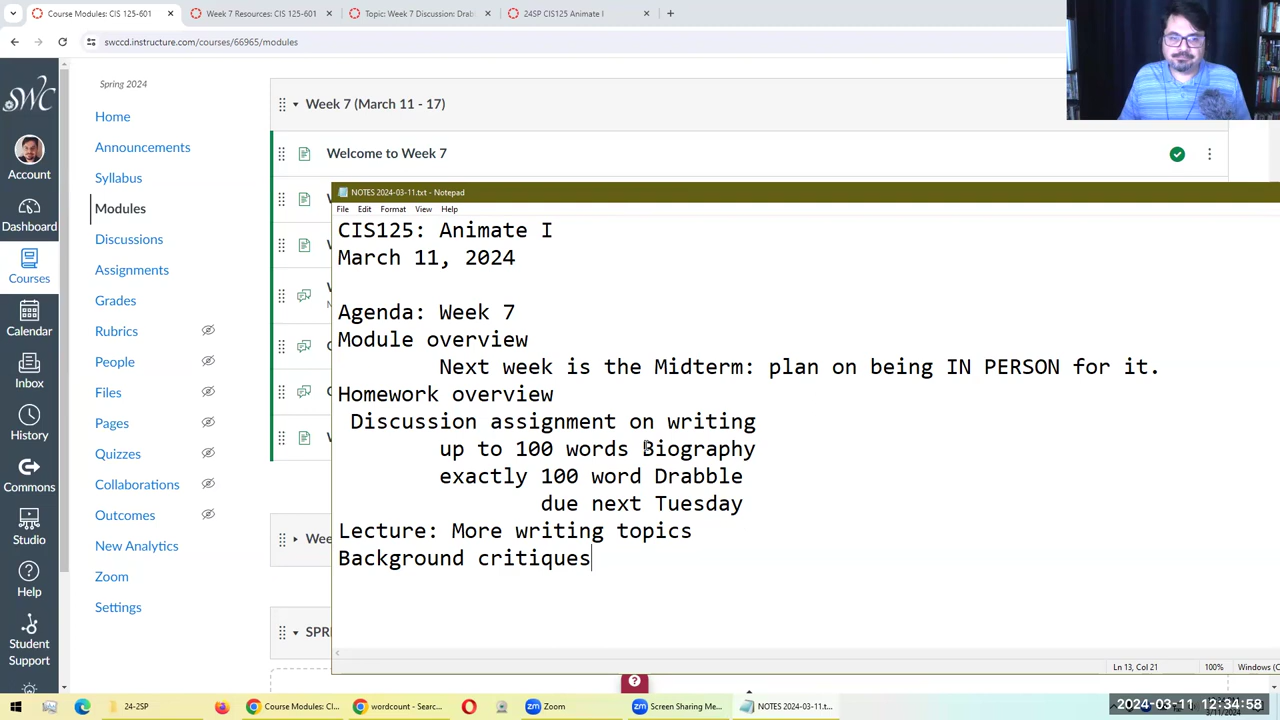 Course Modules: CIS 125-601
Week 7 Resources: CIS 125-601
Topic: Week 7 Discussion: Drab
24SP CIS125 Animate I
swccd.instructure.com/courses/66965/modules
SWC
Account
Dashboard
Courses
Calendar
Inbox
History
Commons
Studio
Help
Student
Support
Spring 2024
Home
Announcements
Syllabus
Modules
Discussions
Assignments
Grades
Rubrics
People
Files
Pages
Quizzes
Collaborations
Outcomes
New Analytics
Zoom
Settings
Week 7 (March 11 - 17)
Welcome to Week 7
Wee
SPRI
NOTES 2024-03-11.txt - Notepad
File Edit Format View Help
CIS125: Animate I
March 11, 2024
Agenda: Week 7
Module overview
Next week is the Midterm: plan on being IN PERSON for it.
Homework overview
Discussion assignment on writing
up to 100 words Biography
exactly 100 word Drabble
due next Tuesday
Lecture: More writing topics
Background critiques
Ln 13, Col 21 100% Windows (C
24-2SP
Course Modules: CI...
wordcount - Searc...
Zoom
Screen Sharing Me...
NOTES 2024-03-11.t...
2024-03-11 12:34:58